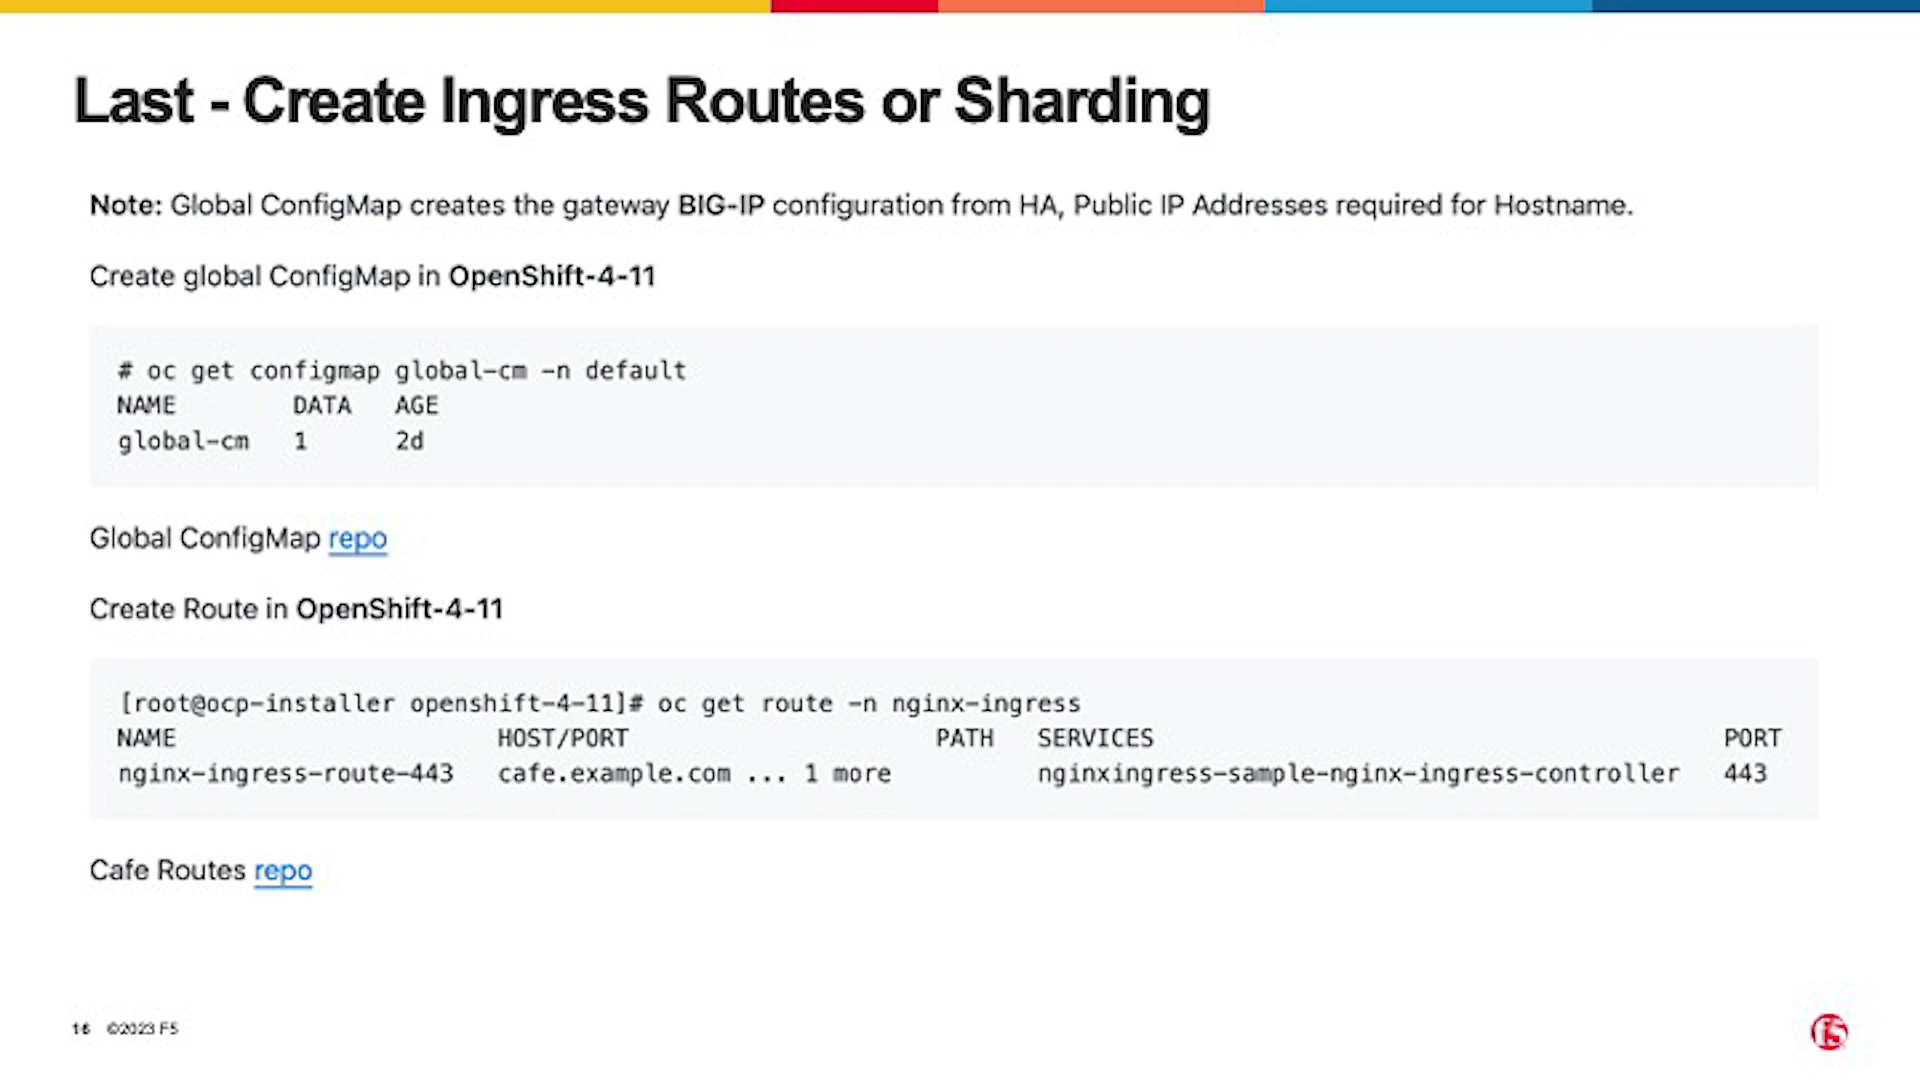 Last - Create Ingress Routes or Sharding
Note: Global ConfigMap creates the gateway BIG-IP configuration from HA, Public IP Addresses required for Hostname.
Create global ConfigMap in OpenShift-4-11
# oc get configmap global-cm -n default
NAME DATA AGE
global-cm 1 2d
Global ConfigMap repo
Create Route in OpenShift-4-11
[root@ocp-installer openshift-4-11]# oc get route -n nginx-ingress
NAME HOST/PORT PATH SERVICES PORT
nginx-ingress-route-443 cafe.example.com ... 1 more nginxingress-sample-nginx-ingress-controller 443
Cafe Routes repo
16 ©2023 F5
f5